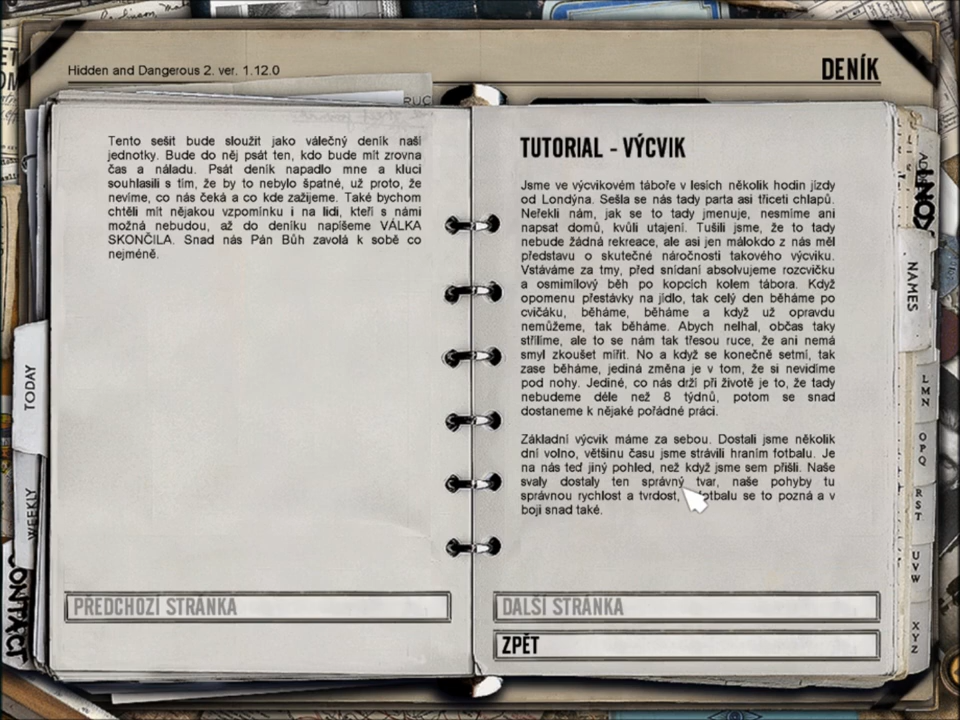 Hidden and Dangerous 2. ver. 1.12.0
DENÍK
RUC
Tento sešit bude sloužit jako válečný deník naší
jednotky. Bude do něj psát ten, kdo bude mít zrovna
čas a náladu. Psát deník napadlo mne a kluci
souhlasili s tím, že by to nebylo špatné, už proto, že
nevíme, co nás čeká a co kde zažijeme. Také bychom
chtěli mít nějakou vzpomínku i na lidi, kteří s námi
možná nebudou, až do deníku napíšeme VÁLKA
SKONČILA. Snad nás Pán Bůh zavolá k sobě co
nejméně.
TUTORIAL - VÝCVIK
Jsme ve výcvikovém táboře v lesích několik hodin jízdy
od Londýna. Sešla se nás tady parta asi třiceti chlapů.
Neřekli nám, jak se to tady jmenuje, nesmíme ani
napsat domů, kvůli utajení. Tušili jsme, že to tady
nebude žádná rekreace, ale asi jen málokdo z nás měl
představu o skutečné náročnosti takového výcviku.
Vstáváme za tmy, před snídaní absolvujeme rozcvičku
a osmimílový běh po kopcích kolem tábora. Když
opomenu přestávky na jídlo, tak celý den běháme po
cvičáku, běháme, běháme a když už opravdu
nemůžeme, tak běháme. Abych nelhal, občas taky
střílíme, ale to se nám tak třesou ruce, že ani nemá
smyl zkoušet mířit. No a když se konečně setmí, tak
zase běháme, jediná změna je v tom, že si nevidíme
pod nohy. Jediné, co nás drží při životě je to, že tady
nebudeme déle než 8 týdnů, potom se snad
dostaneme k nějaké pořádné práci.
Základní výcvik máme za sebou. Dostali jsme několik
dní volno, většinu času jsme strávili hraním fotbalu. Je
na nás teď jiný pohled, než když jsme sem přišli. Naše
svaly dostaly ten správný tvar, naše pohyby tu
správnou rychlost a tvrdost, fotbalu se to pozná a v
boji snad také.
PŘEDCHOZÍ STRÁNKA
DALŠÍ STRÁNKA
ZPĚT
TODAY
WEEKLY
CONTACT
NAMES
L M N
O P Q
R S T
U V W
X Y Z